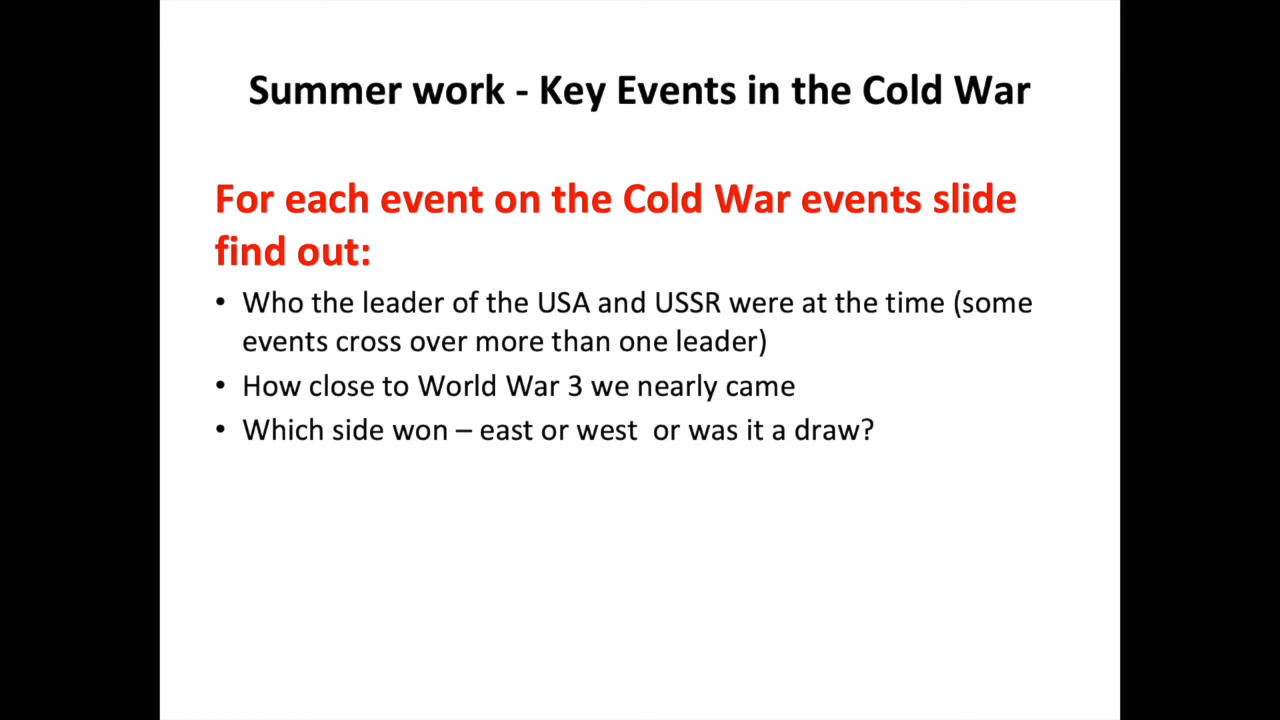 Summer work - Key Events in the Cold War
For each event on the Cold War events slide
find out:
• Who the leader of the USA and USSR were at the time (some
events cross over more than one leader)
• How close to World War 3 we nearly came
• Which side won – east or west  or was it a draw?